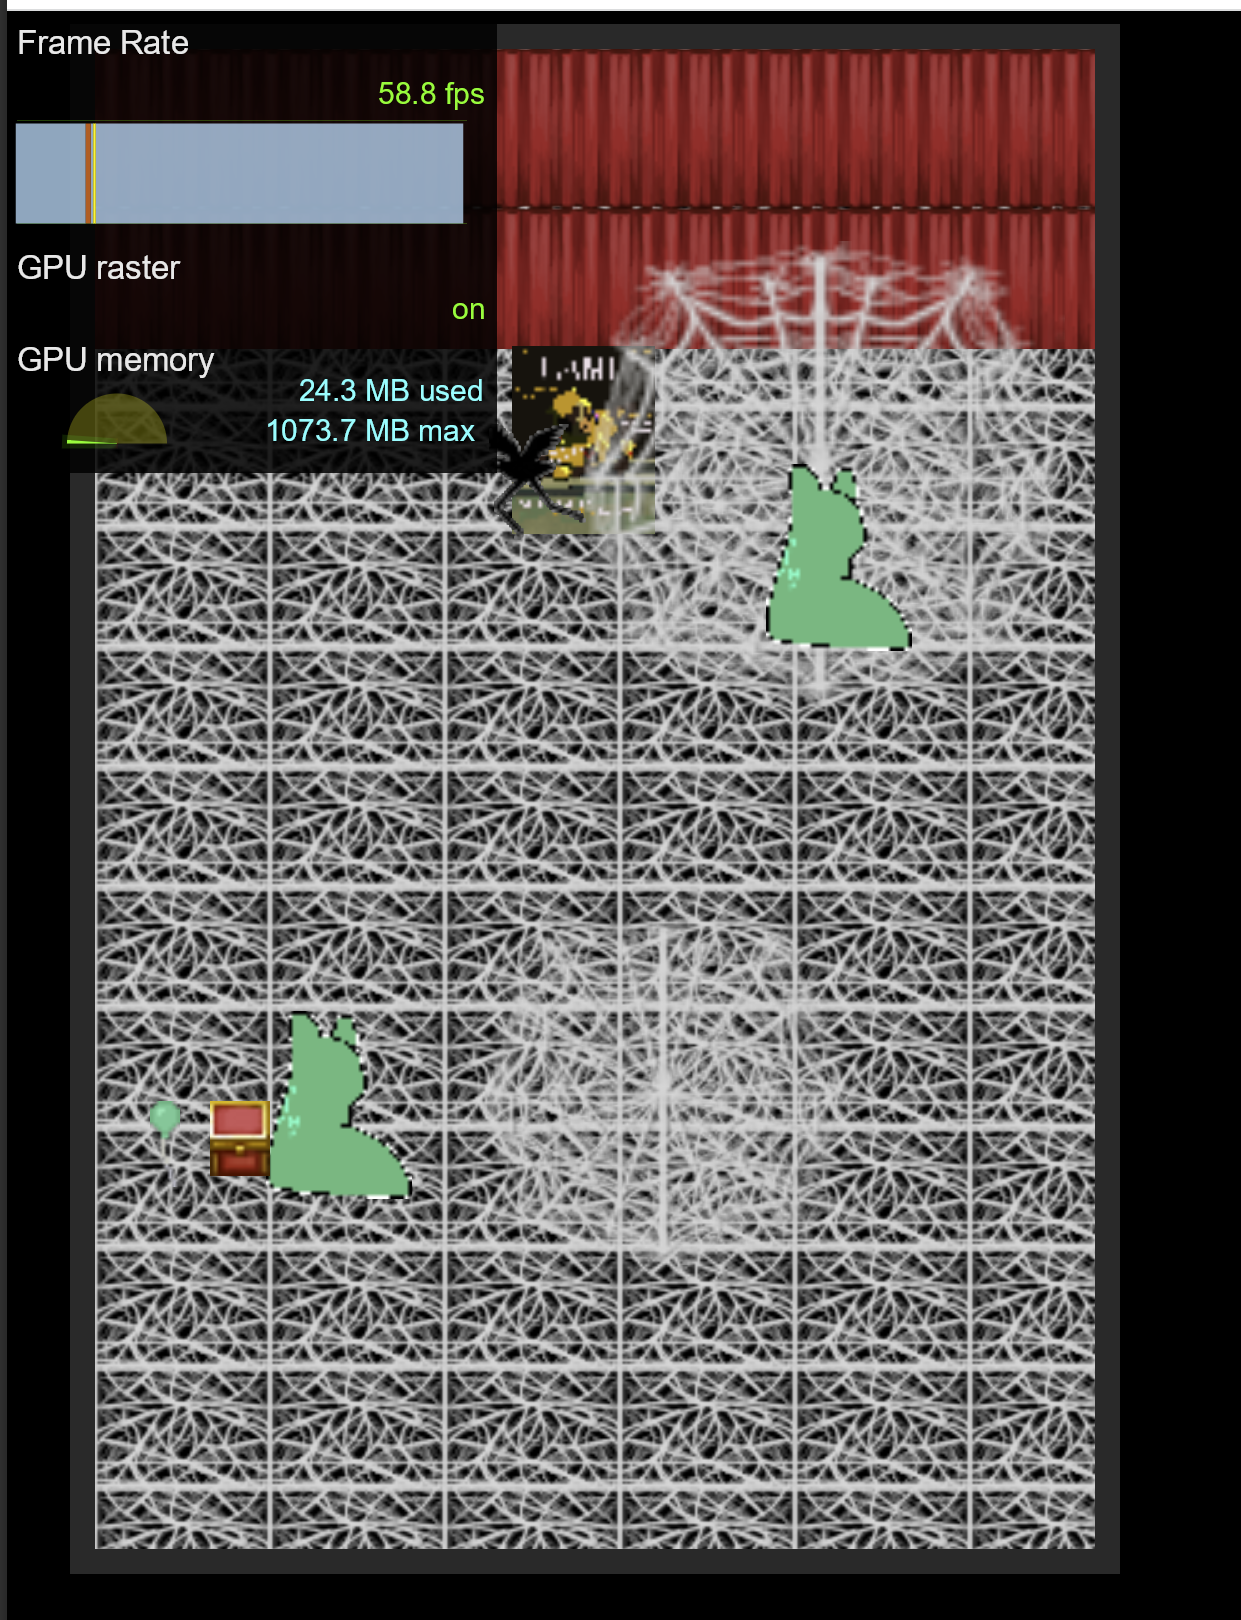 Frame Rate
58.8 fps
GPU raster
on
GPU memory
24.3 MB used
1073.7 MB max